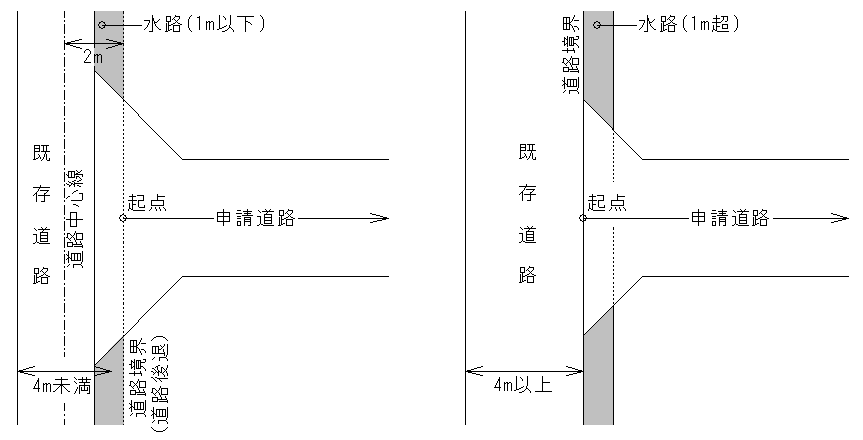 水路(1m以下)
2m
既存道路
道路中心線
起点
申請道路
4m未満
道路境界
(道路後退)
水路(1m超)
道路境界
既存道路
起点
申請道路
4m以上